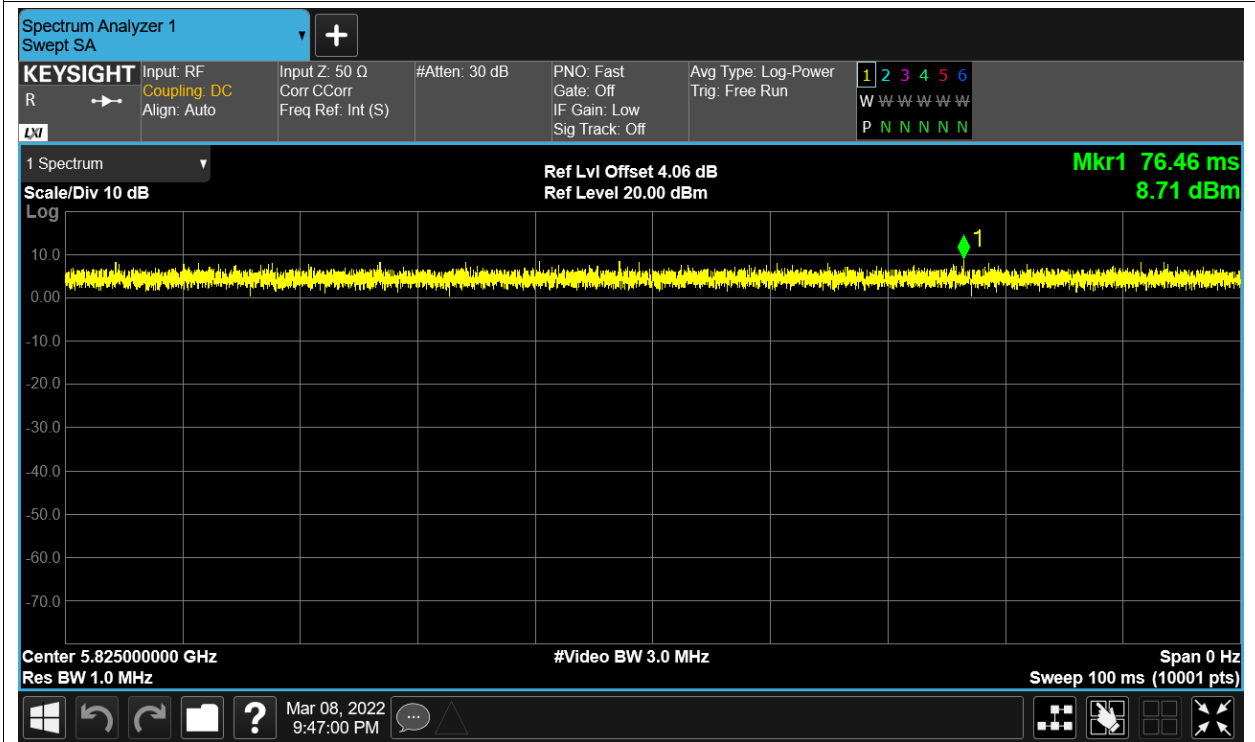 Spectrum Analyzer 1
Swept SA
KEYSIGHT
R
LXI
Input: RF
Coupling: DC
Align: Auto
Input Z: 50 Ω
Corr CCorr
Freq Ref: Int (S)
#Atten: 30 dB
PNO: Fast
Gate: Off
IF Gain: Low
Sig Track: Off
Avg Type: Log-Power
Trig: Free Run
1 2 3 4 5 6
W W W W W W
P N N N N N
1 Spectrum
Scale/Div 10 dB
Ref Lvl Offset 4.06 dB
Ref Level 20.00 dBm
Mkr1 76.46 ms
8.71 dBm
Log
1
10.0
0.00
-10.0
-20.0
-30.0
-40.0
-50.0
-60.0
-70.0
Center 5.825000000 GHz
#Video BW 3.0 MHz
Span 0 Hz
Res BW 1.0 MHz
Sweep 100 ms (10001 pts)
?
Mar 08, 2022
9:47:00 PM